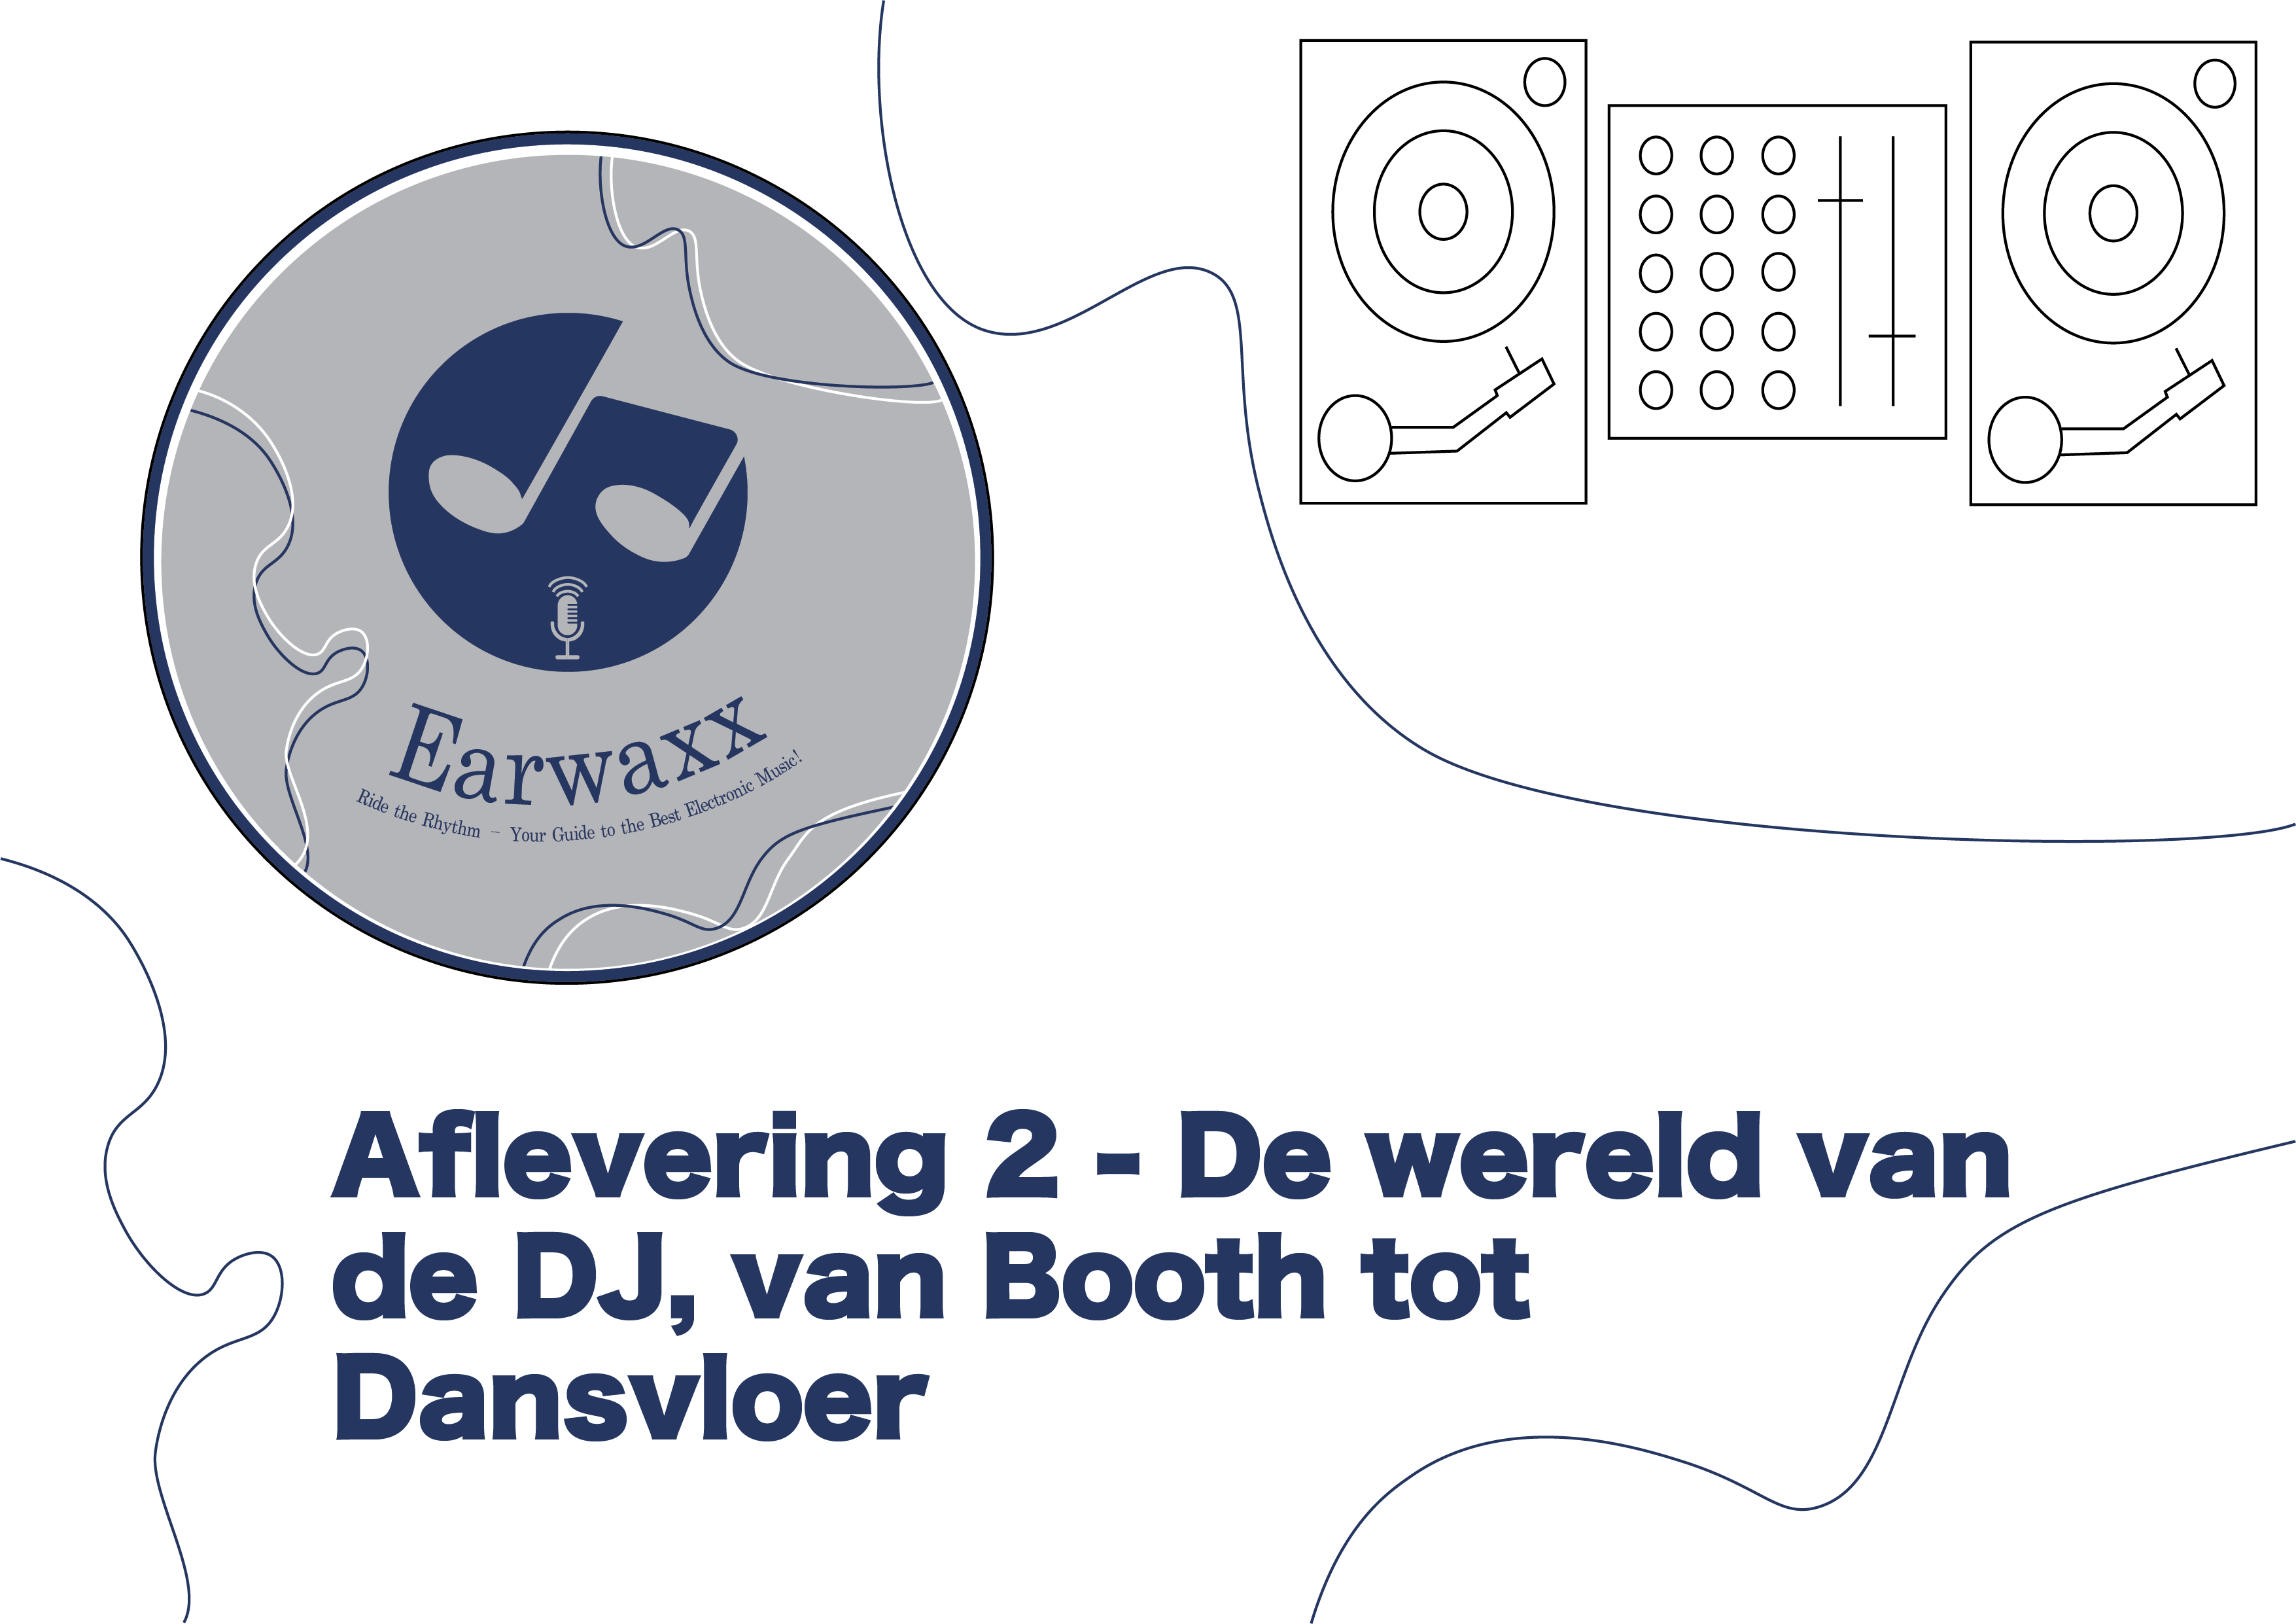 Earwaxx
Ride the Rhythm – Your Guide to the Best Electronic Music!
Aflevering 2 - De wereld van
de DJ, van Booth tot
Dansvloer